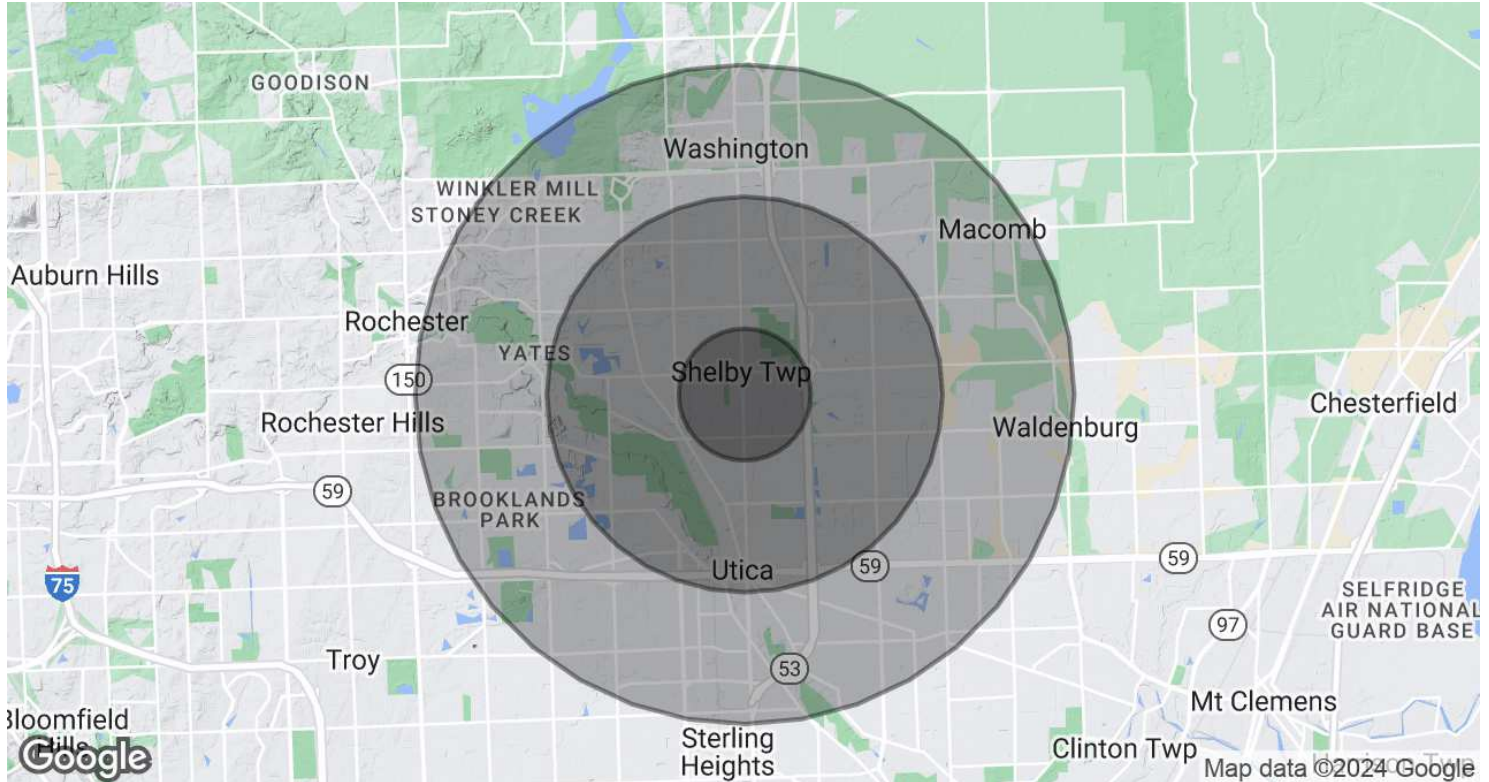 GOODISON
Washington
WINKLER MILL
STONEY CREEK
Macomb
Auburn Hills
Rochester
YATES
Shelby Twp
150
Rochester Hills
Chesterfield
Waldenburg
59
BROOKLANDS
PARK
Utica
59
59
75
SELFRIDGE
AIR NATIONAL
GUARD BASE
97
Troy
53
Mt Clemens
Bloomfield
Hills
Sterling
Heights
Clinton Twp
Google
Map data ©2024 Google